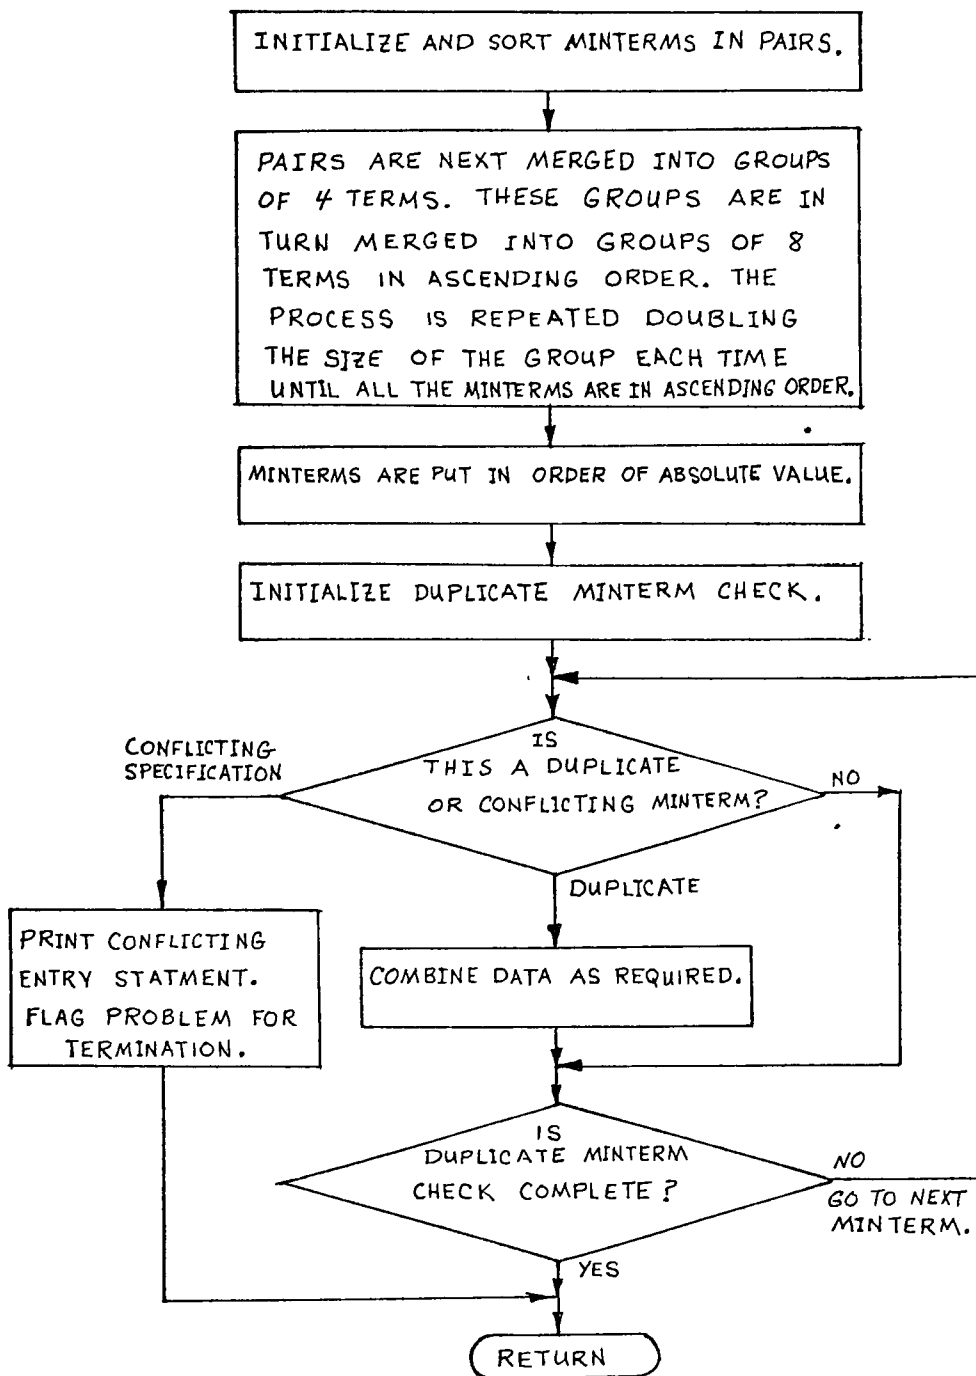 INITIALIZE AND SORT MINTERMS IN PAIRS.
PAIRS ARE NEXT MERGED INTO GROUPS
OF 4 TERMS. THESE GROUPS ARE IN
TURN MERGED INTO GROUPS OF 8
TERMS IN ASCENDING ORDER. THE
PROCESS IS REPEATED DOUBLING
THE SIZE OF THE GROUP EACH TIME
UNTIL ALL THE MINTERMS ARE IN ASCENDING ORDER.
MINTERMS ARE PUT IN ORDER OF ABSOLUTE VALUE.
INITIALIZE DUPLICATE MINTERM CHECK.
CONFLICTING
SPECIFICATION
IS
THIS A DUPLICATE
OR CONFLICTING MINTERM?
NO
DUPLICATE
PRINT CONFLICTING
ENTRY STATMENT.
FLAG PROBLEM FOR
TERMINATION.
COMBINE DATA AS REQUIRED.
IS
DUPLICATE MINTERM
CHECK COMPLETE?
NO
GO TO NEXT
MINTERM.
YES
RETURN